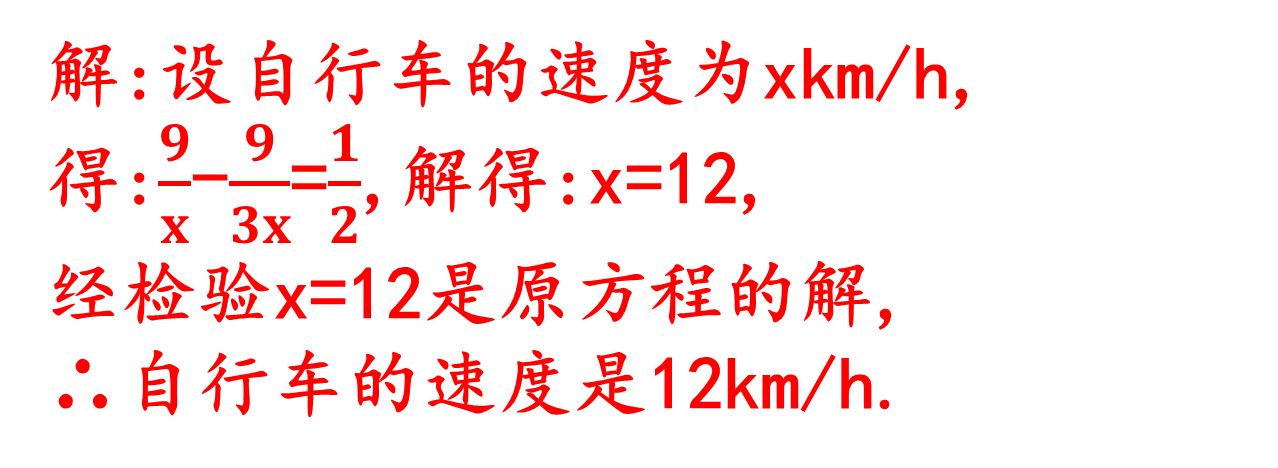 解:设自行车的速度为xkm/h,
得:9/x-9/3x=1/2,解得:x=12,
经检验x=12是原方程的解,
∴自行车的速度是12km/h.